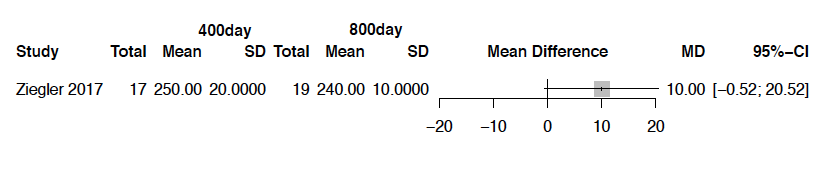 400day 800day
Study Total Mean SD Total Mean SD Mean Difference MD 95%−CI
Ziegler 2017 17 250.00 20.0000 19 240.00 10.0000 10.00 [−0.52; 20.52]
−20 −10 0 10 20